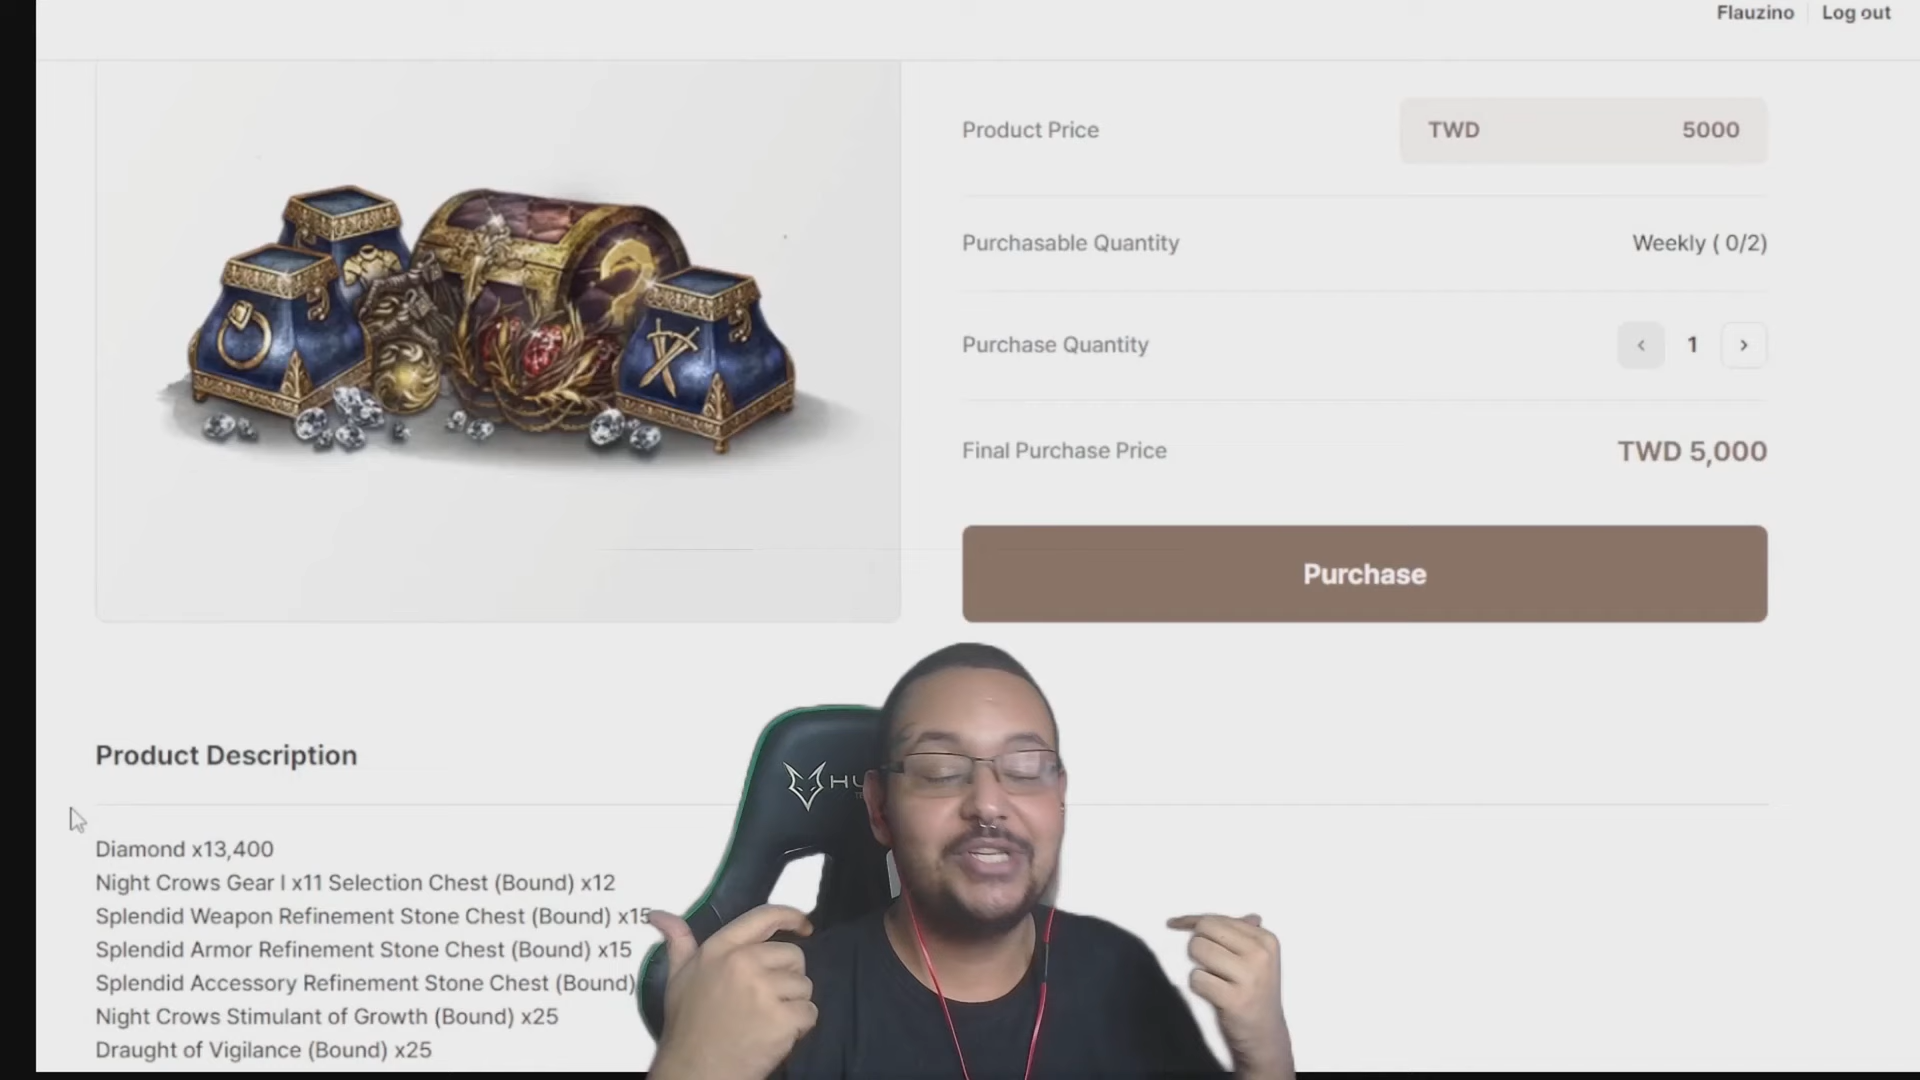 Flauzino Log out
Product Price TWD 5000
Purchasable Quantity Weekly ( 0/2)
Purchase Quantity 1
Final Purchase Price TWD 5,000
Purchase
Product Description
HU
Diamond x13,400
Night Crows Gear I x11 Selection Chest (Bound) x12
Splendid Weapon Refinement Stone Chest (Bound) x15
Splendid Armor Refinement Stone Chest (Bound) x15
Splendid Accessory Refinement Stone Chest (Bound)
Night Crows Stimulant of Growth (Bound) x25
Draught of Vigilance (Bound) x25